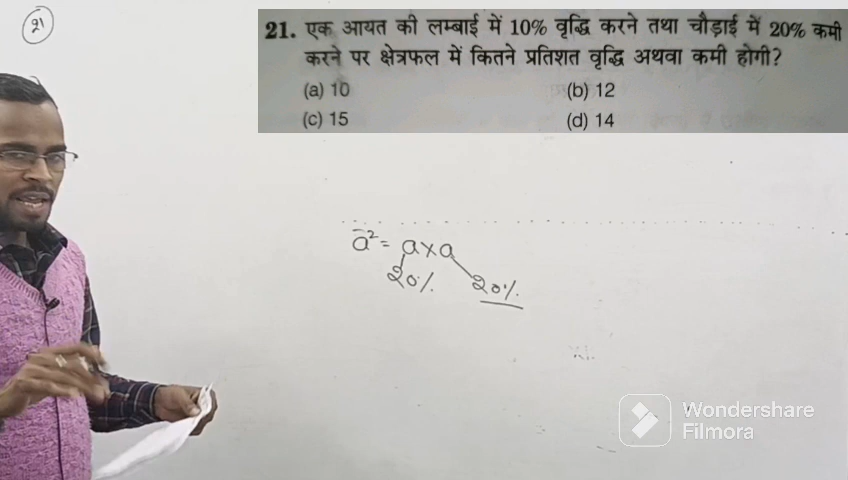 21
21. एक आयत की लम्बाई में 10% वृद्धि करने तथा चौड़ाई में 20% कमी
करने पर क्षेत्रफल में कितने प्रतिशत वृद्धि अथवा कमी होगी?
(a) 10 (b) 12
(c) 15 (d) 14
a² = a×a
20% 20%
Wondershare
Filmora